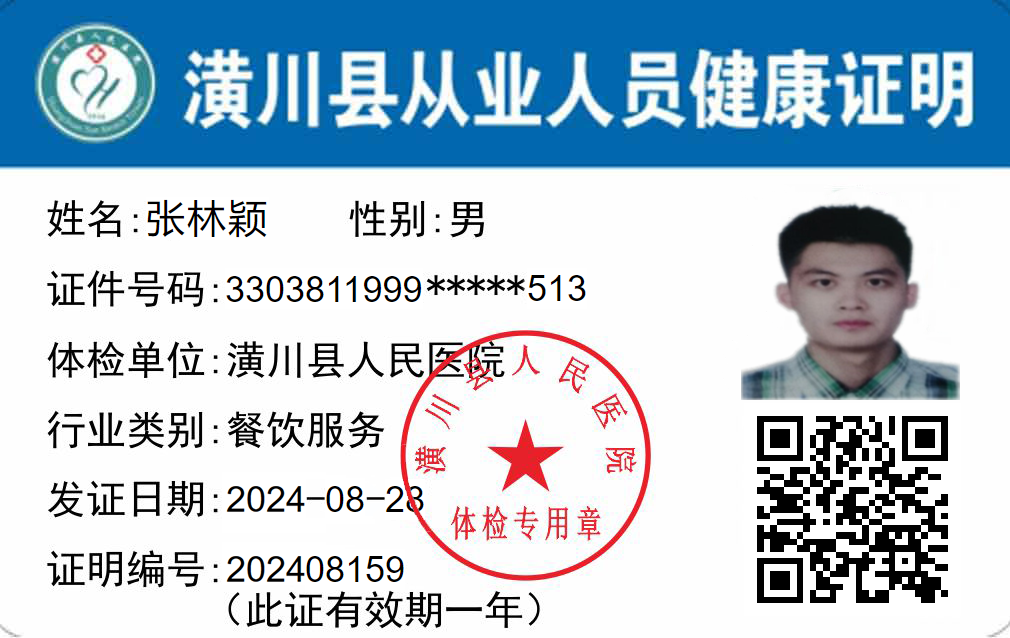 潢川县从业人员健康证明
姓名:张林颖 性别:男
证件号码:3303811999*****513
体检单位:潢川县人民医院
行业类别:餐饮服务
发证日期:2024-08-28
证明编号:202408159
(此证有效期一年)
潢川县人民医院
体检专用章